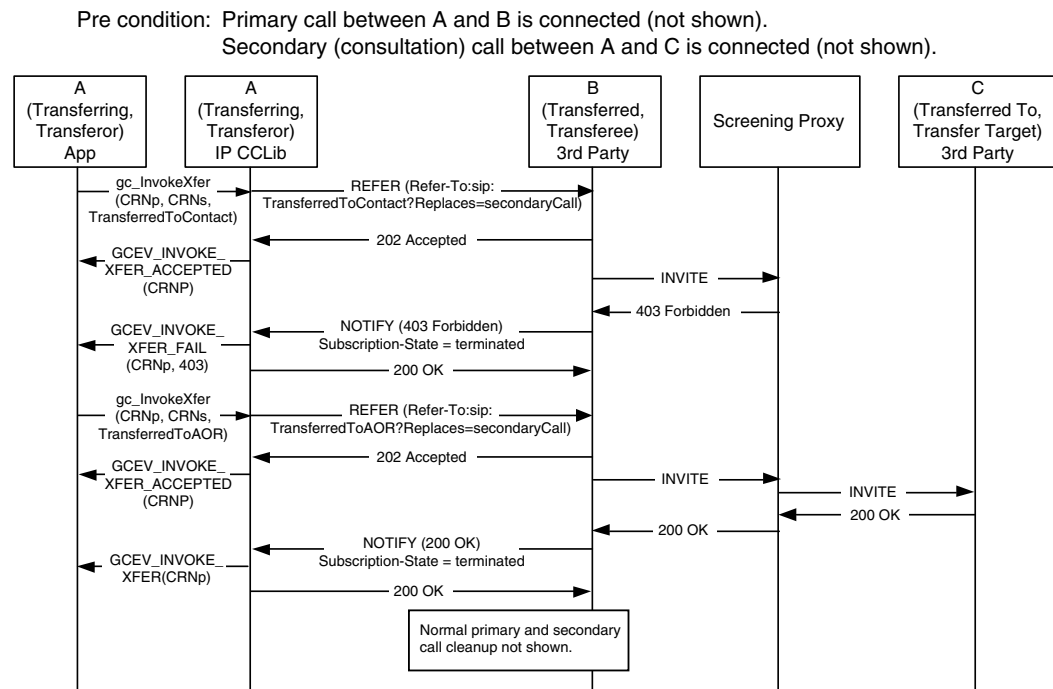 Pre condition: Primary call between A and B is connected (not shown).
Secondary (consultation) call between A and C is connected (not shown).
A
(Transferring,
Transferor)
App
A
(Transferring,
Transferor)
IP CCLib
B
(Transferred,
Transferee)
3rd Party
Screening Proxy
C
(Transferred To,
Transfer Target)
3rd Party
gc_InvokeXfer
(CRNp, CRNs,
TransferredToContact)
REFER (Refer-To:sip:
TransferredToContact?Replaces=secondaryCall)
202 Accepted
GCEV_INVOKE_
XFER_ACCEPTED
(CRNP)
INVITE
403 Forbidden
NOTIFY (403 Forbidden)
Subscription-State = terminated
GCEV_INVOKE_
XFER_FAIL
(CRNp, 403)
200 OK
gc_InvokeXfer
(CRNp, CRNs,
TransferredToAOR)
REFER (Refer-To:sip:
TransferredToAOR?Replaces=secondaryCall)
202 Accepted
GCEV_INVOKE_
XFER_ACCEPTED
(CRNP)
INVITE
INVITE
200 OK
200 OK
NOTIFY (200 OK)
Subscription-State = terminated
GCEV_INVOKE_
XFER(CRNp)
200 OK
Normal primary and secondary
call cleanup not shown.